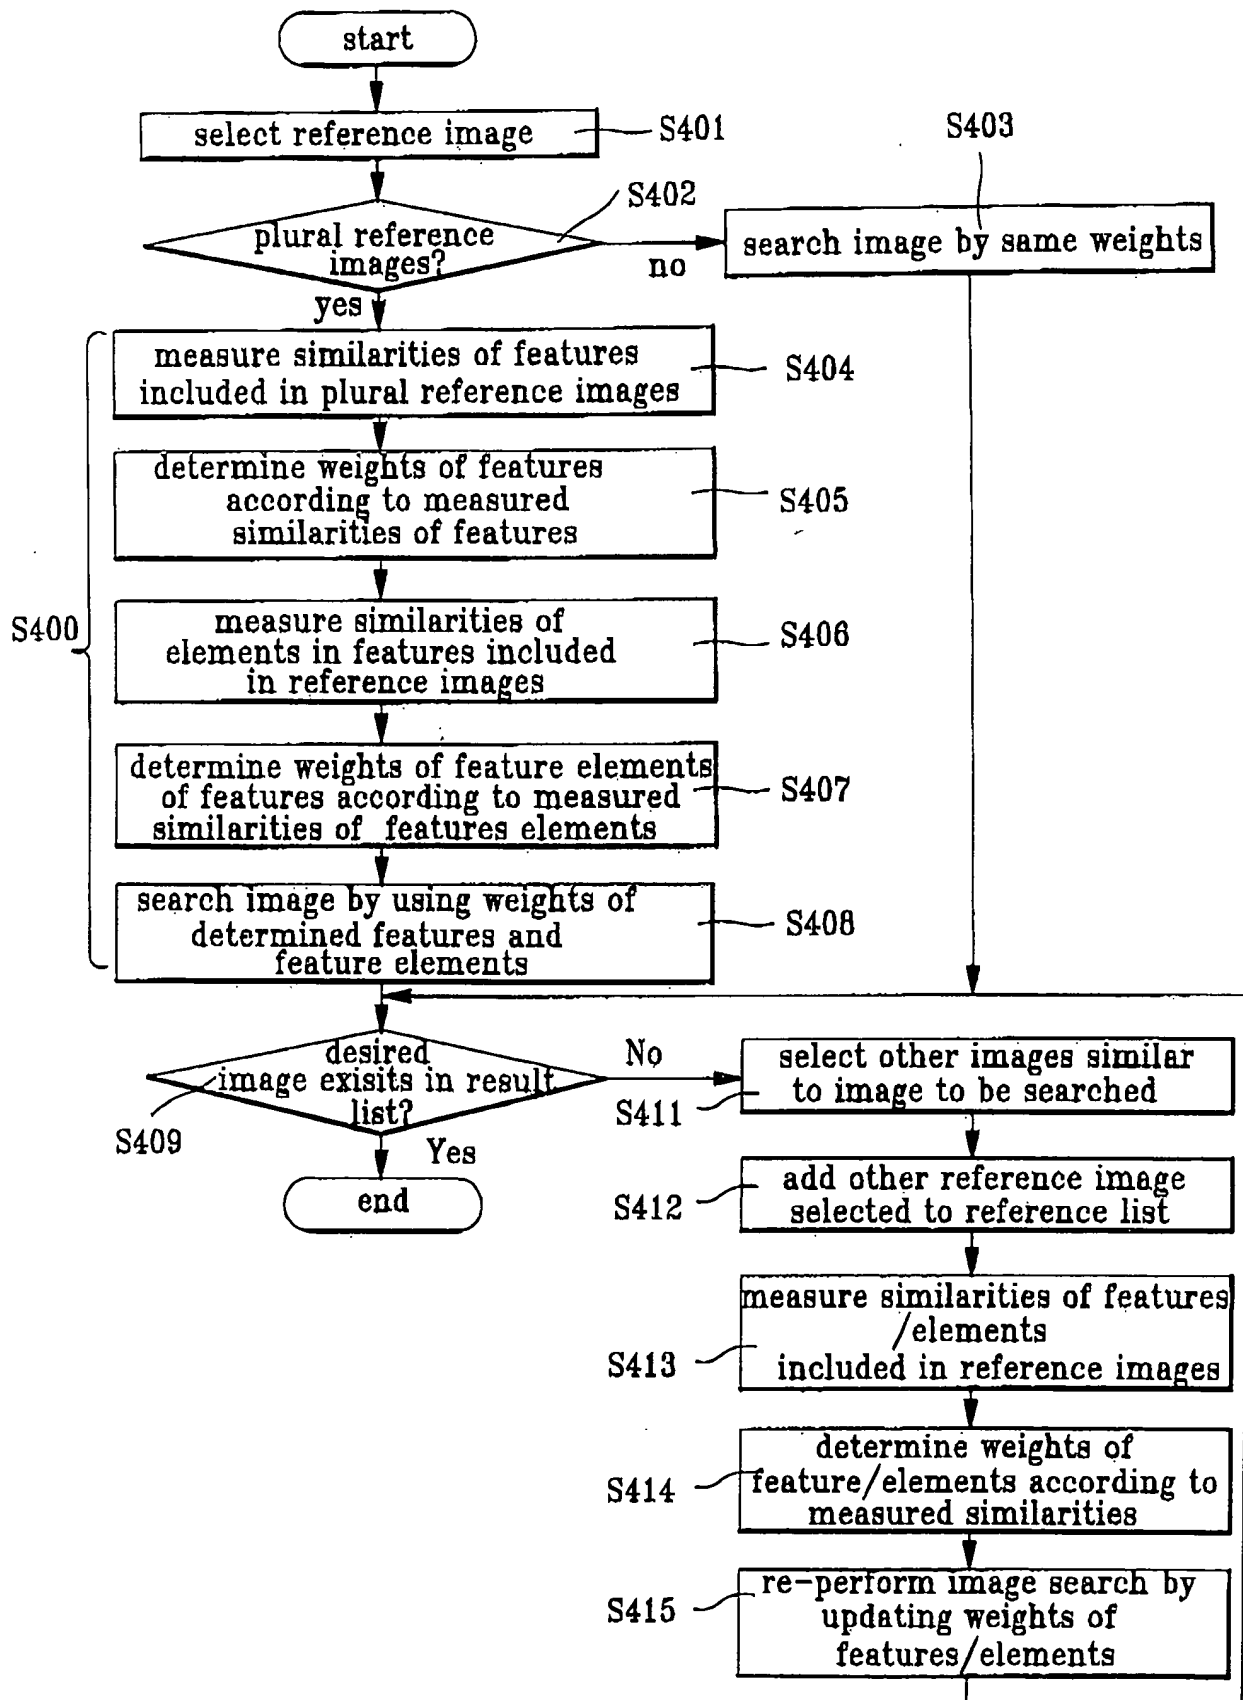 start
select reference image
S401
S403
S402
plural reference
images?
no
search image by same weights
yes
measure similarities of features
included in plural reference images
S404
determine weights of features
according to measured
similarities of features
S405
S400
measure similarities of
elements in features included
in reference images
S406
determine weights of feature elements
of features according to measured
similarities of features elements
S407
search image by using weights of
determined features and
feature elements
S408
desired
image exisits in result
list?
S409
No
Yes
end
select other images similar
to image to be searched
S411
add other reference image
selected to reference list
S412
measure similarities of features
/elements
included in reference images
S413
determine weights of
feature/elements according to
measured similarities
S414
re-perform image search by
updating weights of
features/elements
S415